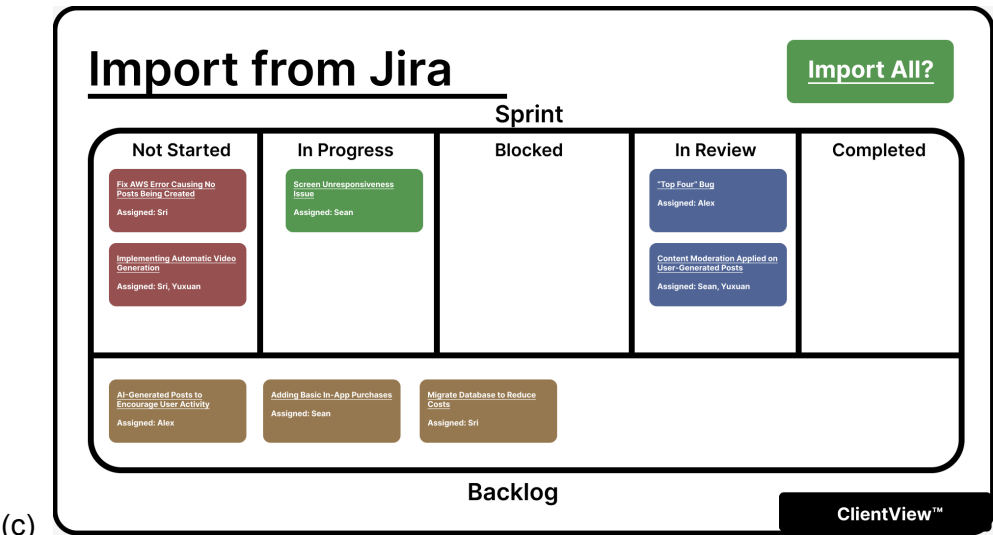 Import from Jira
Import All?
Sprint
Not Started
In Progress
Blocked
In Review
Completed
Fix AWS Error Causing No
Posts Being Created
Assigned: Sri
Implementing Automatic Video
Generation
Assigned: Sri, Yuxuan
Screen Unresponsiveness
Issue
Assigned: Sean
"Top Four" Bug
Assigned: Alex
Content Moderation Applied on
User-Generated Posts
Assigned: Sean, Yuxuan
AI-Generated Posts to
Encourage User Activity
Assigned: Alex
Adding Basic In-App Purchases
Assigned: Sean
Migrate Database to Reduce
Costs
Assigned: Sri
Backlog
ClientView™
(c)